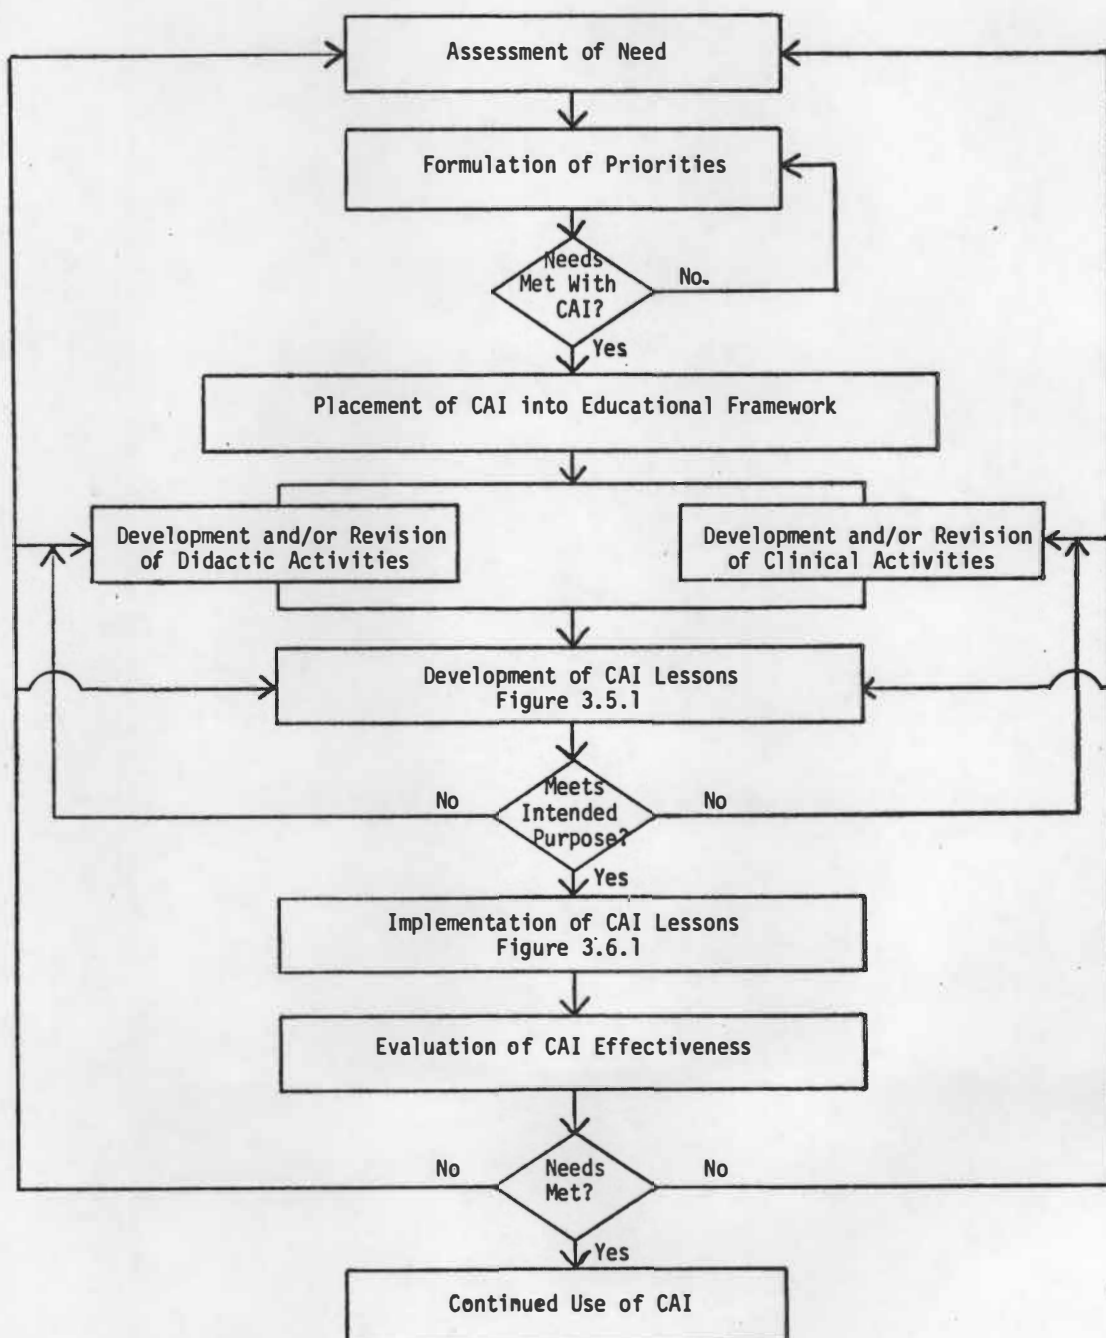 Assessment of Need
Formulation of Priorities
Needs
Met With
CAI?
No.
Yes
Placement of CAI into Educational Framework
Development and/or Revision
of Didactic Activities
Development and/or Revision
of Clinical Activities
Development of CAI Lessons
Figure 3.5.1
No
Meets
Intended
Purpose?
No
Yes
Implementation of CAI Lessons
Figure 3.6.1
Evaluation of CAI Effectiveness
No
Needs
Met?
No
Yes
Continued Use of CAI